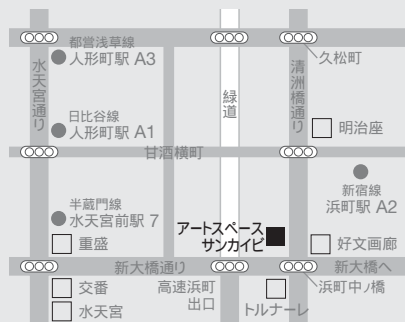 都営浅草線
人形町駅 A3
久松町
水天宮通り
緑道
清洲橋通り
日比谷線
人形町駅 A1
明治座
甘酒横町
新宿線
浜町駅 A2
半蔵門線
水天宮前駅 7
アートスペース
サンカイビ
重盛
好文画廊
新大橋通り
新大橋へ
交番
高速浜町
出口
浜町中ノ橋
トルナーレ
水天宮